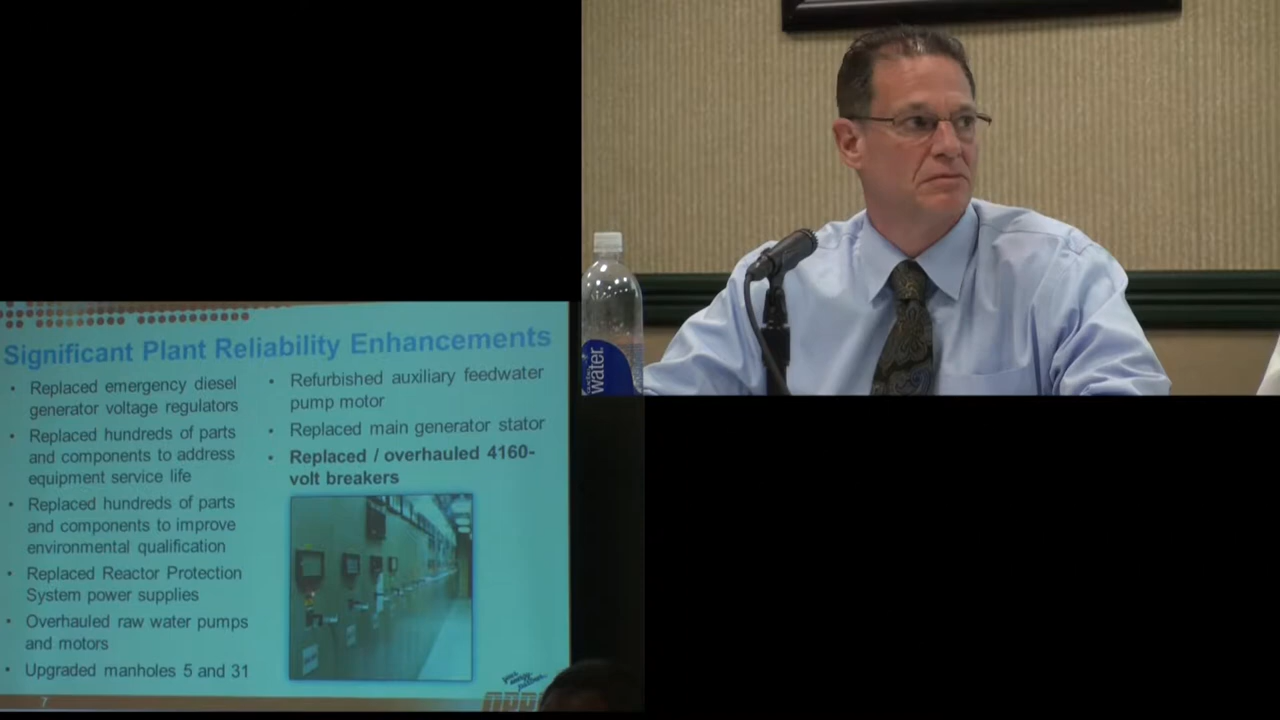 water
Significant Plant Reliability Enhancements
• Replaced emergency diesel
generator voltage regulators
• Replaced hundreds of parts
and components to address
equipment service life
• Replaced hundreds of parts
and components to improve
environmental qualification
• Replaced Reactor Protection
System power supplies
• Overhauled raw water pumps
and motors
• Upgraded manholes 5 and 31
• Refurbished auxiliary feedwater
pump motor
• Replaced main generator stator
• Replaced / overhauled 4160-
volt breakers
7